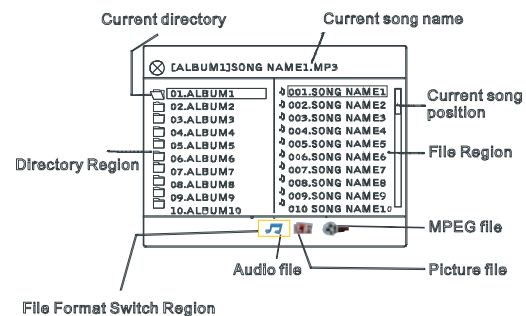 Current directory
Current song name
[ALBUM1]SONG NAME1.MP3
01.ALBUM1
02.ALBUM2
03.ALBUM3
04.ALBUM4
05.ALBUM5
06.ALBUM6
07.ALBUM7
08.ALBUM8
09.ALBUM9
10.ALBUM10
001.SONG NAME1
002.SONG NAME2
003.SONG NAME3
004.SONG NAME4
005.SONG NAME5
006.SONG NAME6
007.SONG NAME7
008.SONG NAME8
009.SONG NAME9
010 SONG NAME10
Current song
position
Directory Region
File Region
MPEG file
Audio file
Picture file
File Format Switch Region